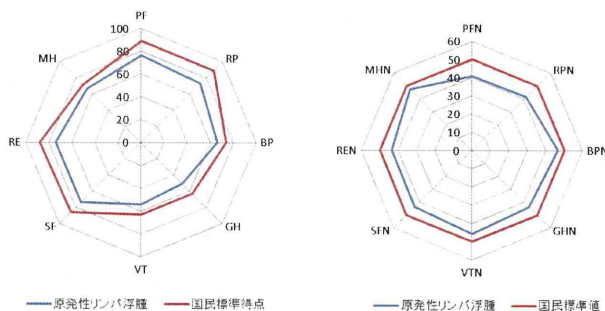 PF
100
80
60
40
20
0
RP
BP
GH
VT
SF
RE
MH
原発性リンパ浮腫 国民標準得点
PFN
60
50
40
30
20
10
0
RPN
BPN
GHN
VTN
SFN
REN
MHN
原発性リンパ浮腫 国民標準値